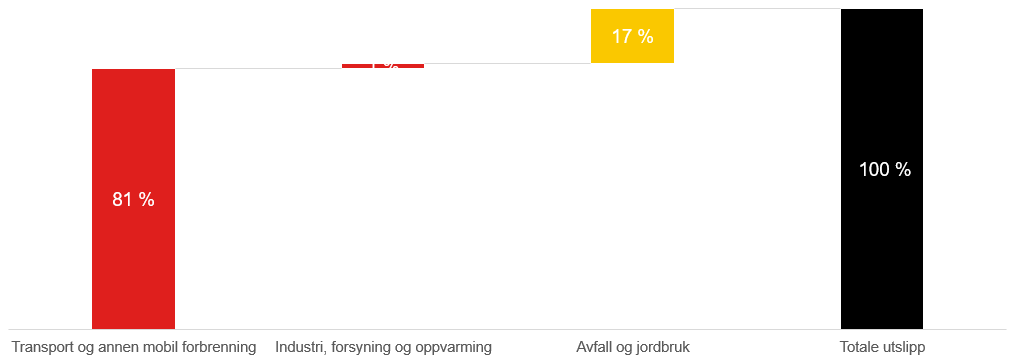 17 %
100 %
81 %
Transport og annen mobil forbrenning
Industri, forsyning og oppvarming
Avfall og jordbruk
Totale utslipp